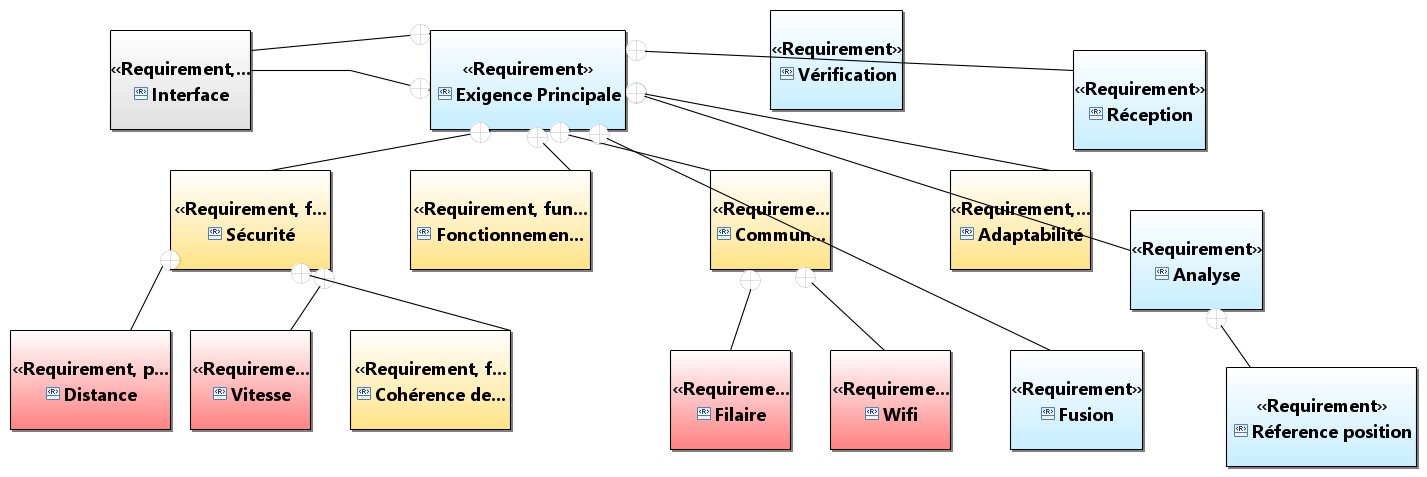 «Requirement,...
Interface
«Requirement»
Exigence Principale
«Requirement»
Vérification
«Requirement»
Réception
«Requirement, f...
Sécurité
«Requirement, fun...
Fonctionnemen...
«Requireme...
Commun...
«Requirement,...
Adaptabilité
«Requirement»
Analyse
«Requirement, p...
Distance
«Requireme...
Vitesse
«Requirement, f...
Cohérence de...
«Requireme...
Filaire
«Requireme...
Wifi
«Requirement»
Fusion
«Requirement»
Réference position